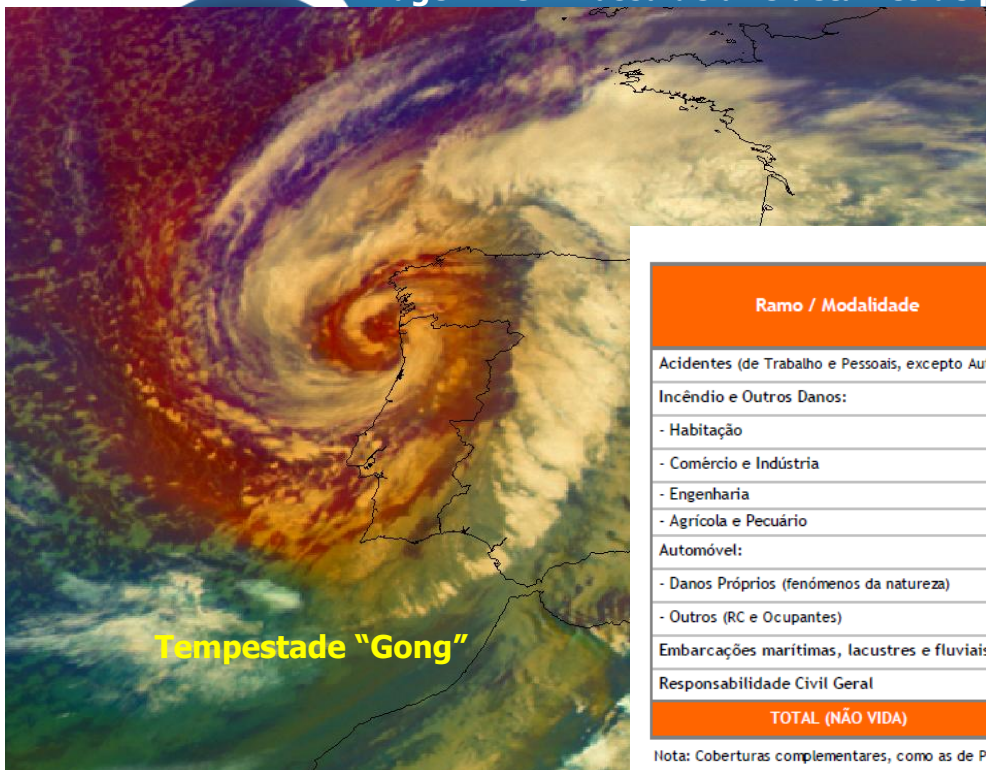 Tempestade “Gong”
Ramo / Modalidade
Acidentes (de Trabalho e Pessoais, excepto
Incêndio e Outros Danos:
- Habitação
- Comércio e Indústria
- Engenharia
- Agrícola e Pecuário
Automóvel:
- Danos Próprios (fenómenos da natureza)
- Outros (RC e Ocupantes)
Embarcações marítimas, lacustres e fluviais
Responsabilidade Civil Geral
TOTAL (NÃO VIDA)
Nota: Coberturas complementares, como as de